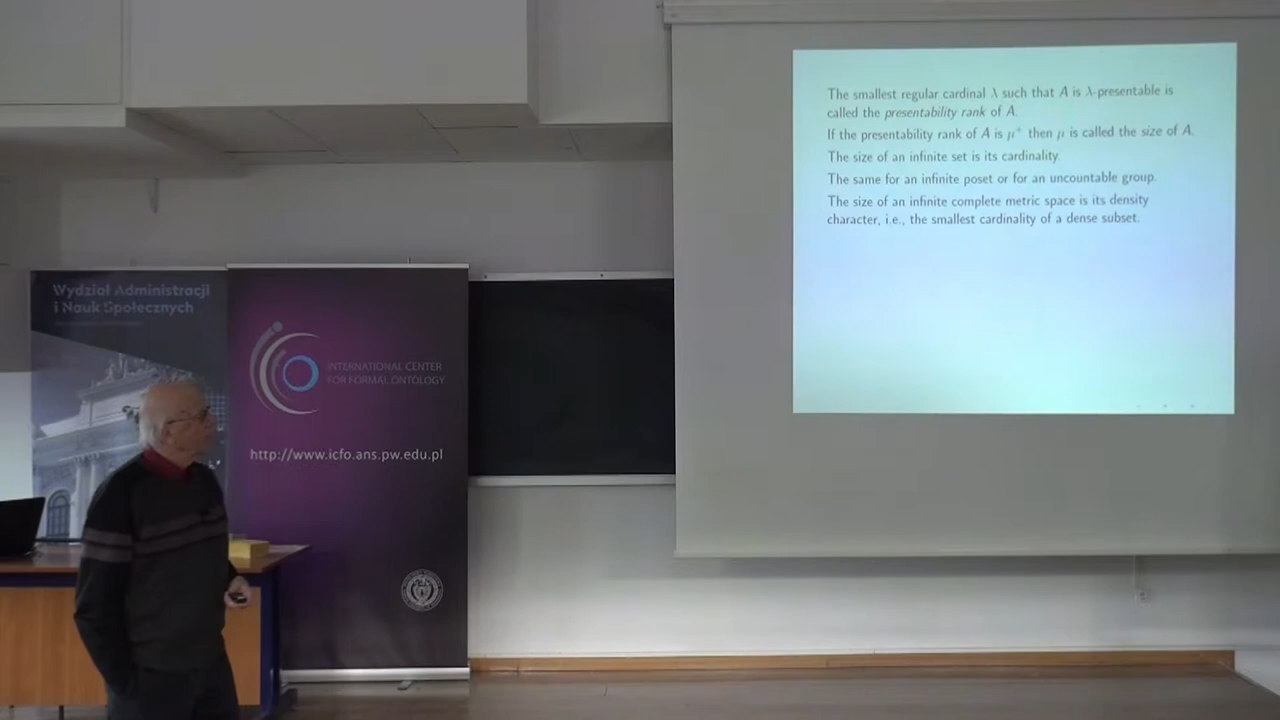 Wydział Administracji
i Nauk Społecznych
INTERNATIONAL CENTER
FOR FORMAL ONTOLOGY
http://www.icfo.ans.pw.edu.pl
The smallest regular cardinal λ such that A is λ-presentable is
called the presentability rank of A.
If the presentability rank of A is μ⁺ then μ is called the size of A.
The size of an infinite set is its cardinality.
The same for an infinite poset or for an uncountable group.
The size of an infinite complete metric space is its density
character, i.e., the smallest cardinality of a dense subset.